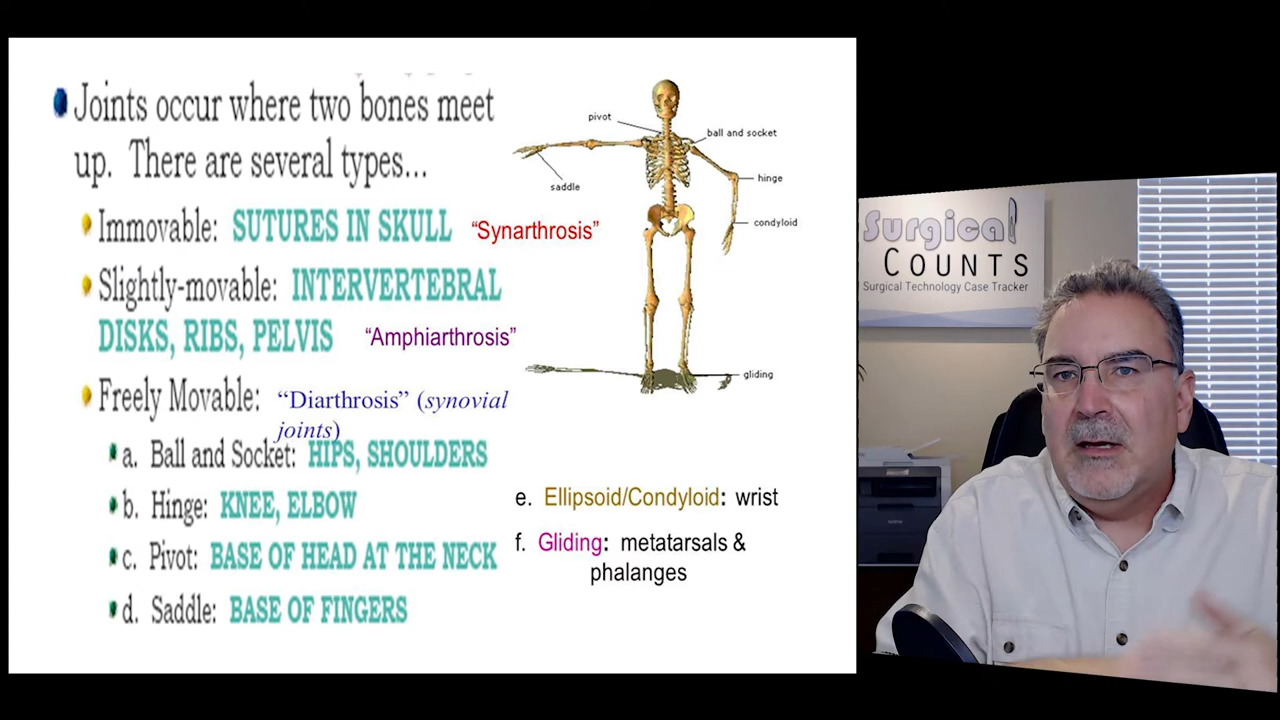 Joints occur where two bones meet
up. There are several types...
Immovable: SUTURES IN SKULL "Synarthrosis"
Slightly-movable: INTERVERTEBRAL
DISKS, RIBS, PELVIS "Amphiarthrosis"
Freely Movable: "Diarthrosis" (synovial
joints)
a. Ball and Socket: HIPS, SHOULDERS
b. Hinge: KNEE, ELBOW
c. Pivot: BASE OF HEAD AT THE NECK
d. Saddle: BASE OF FINGERS
pivot
ball and socket
saddle
hinge
condyloid
gliding
e. Ellipsoid/Condyloid: wrist
f. Gliding: metatarsals &
phalanges
Surgical
COUNTS
Surgical Technology Case Tracker